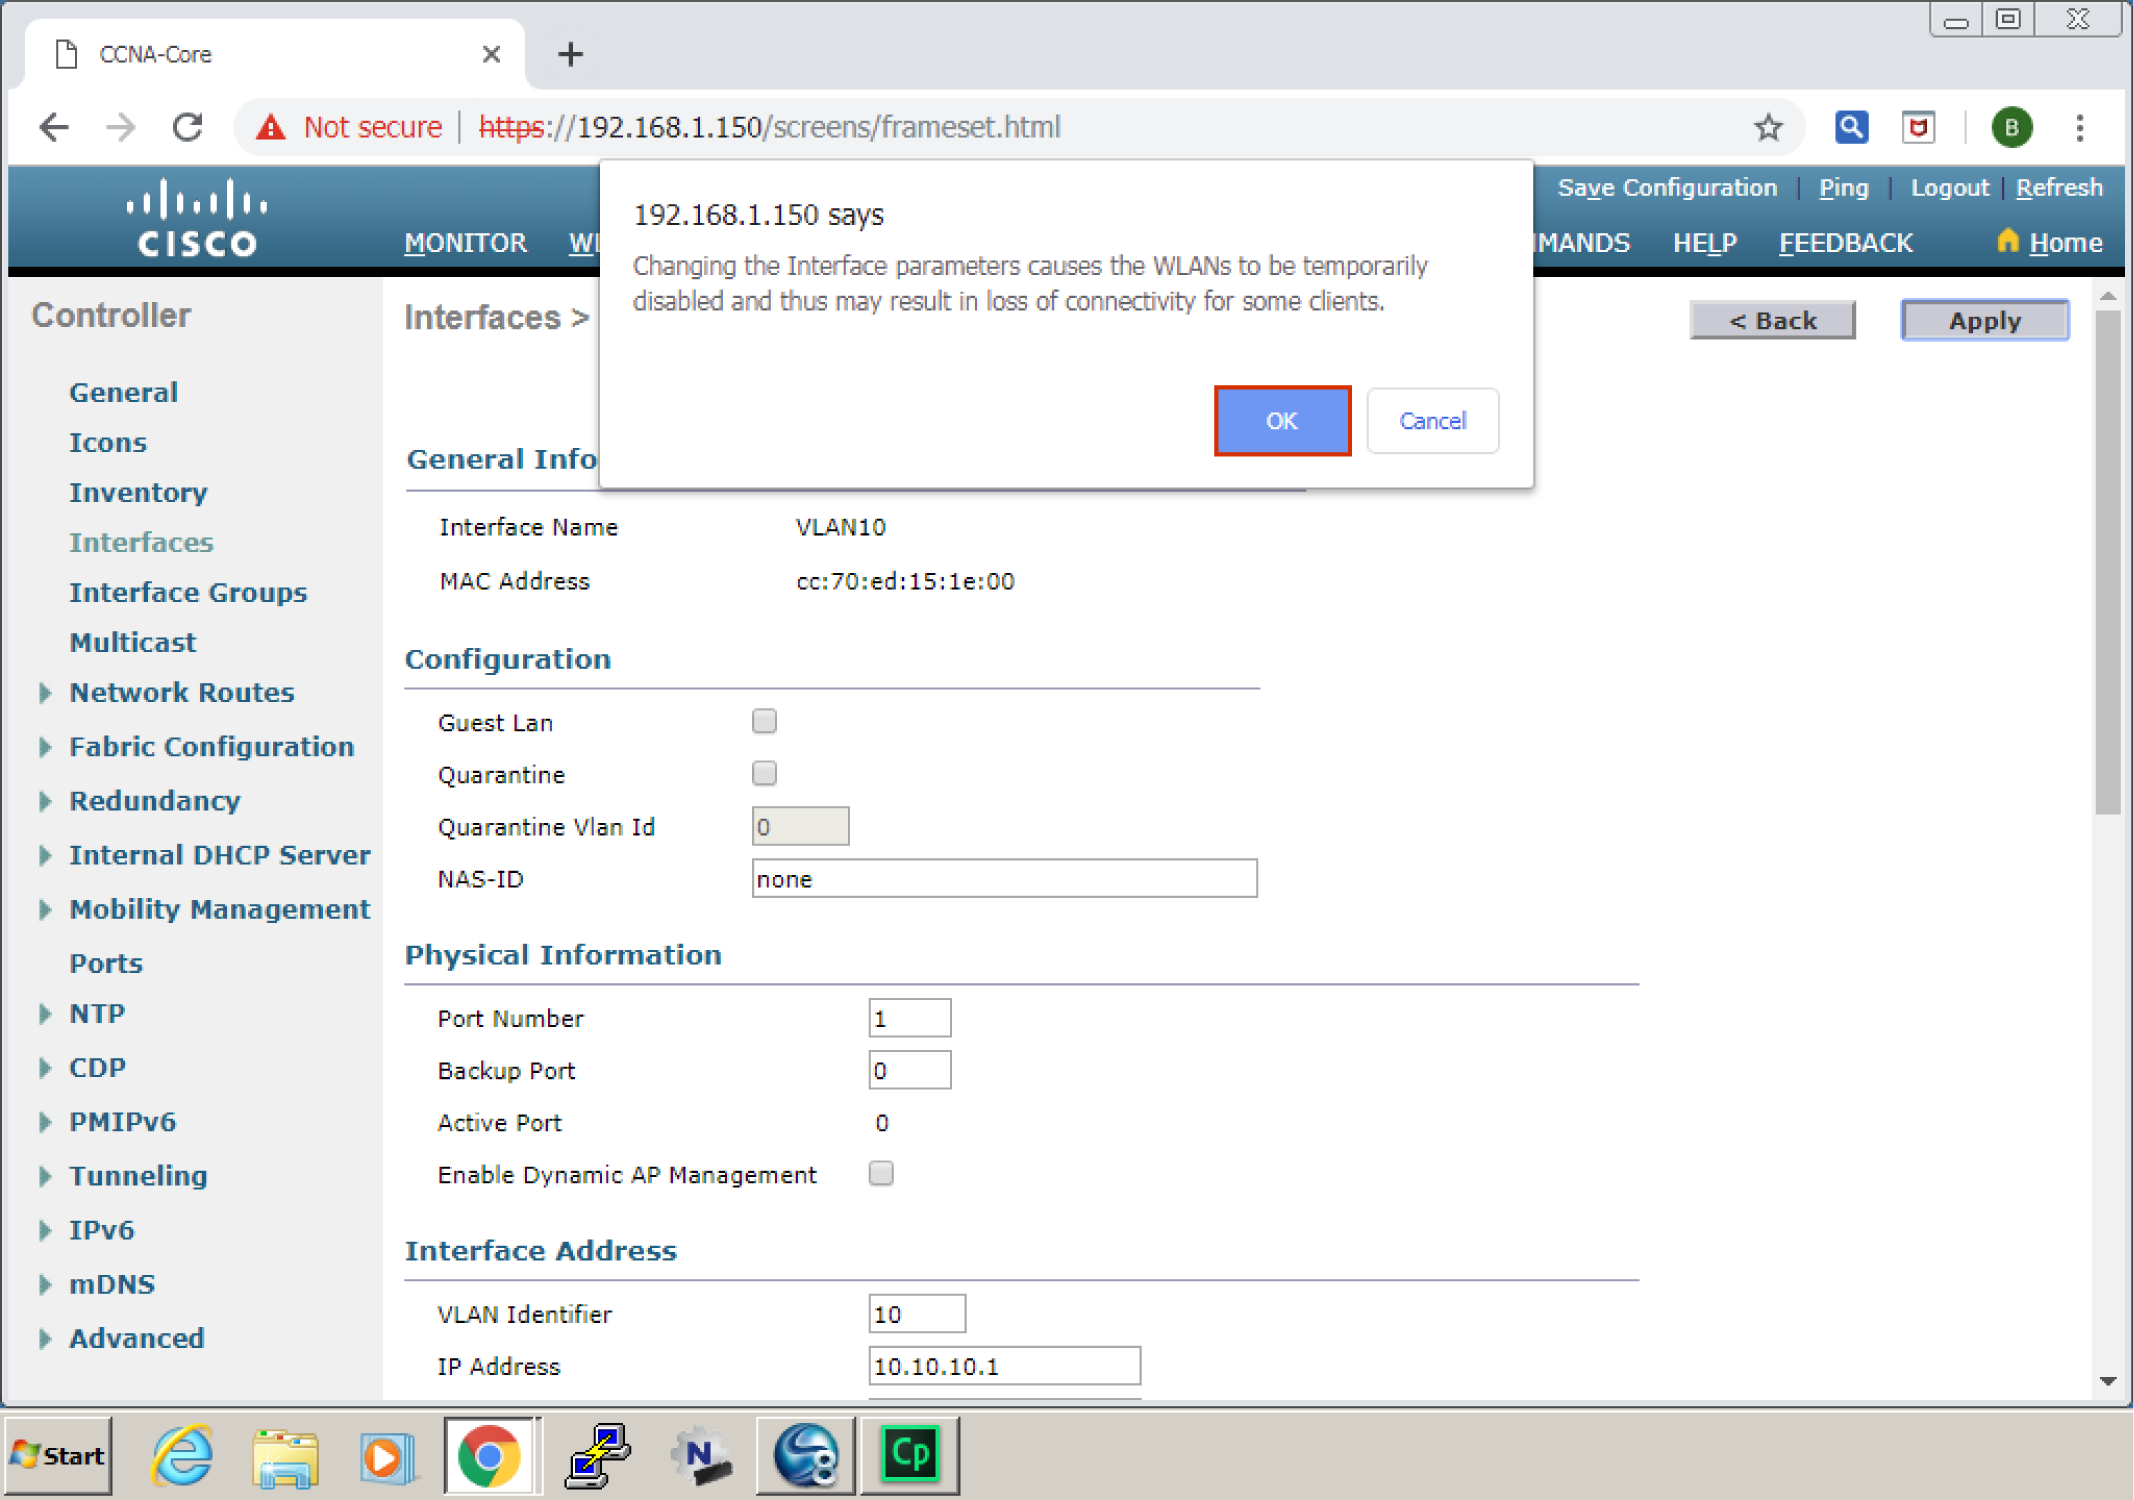 CCNA-Core
Not secure | https://192.168.1.150/screens/frameset.html
B
192.168.1.150 says
Changing the Interface parameters causes the WLANs to be temporarily
disabled and thus may result in loss of connectivity for some clients.
OK
Cancel
Save Configuration | Ping | Logout | Refresh
CISCO
MONITOR
WL
MMANDS HELP FEEDBACK Home
Controller
General
Icons
Inventory
Interfaces
Interface Groups
Multicast
Network Routes
Fabric Configuration
Redundancy
Internal DHCP Server
Mobility Management
Ports
NTP
CDP
PMIPv6
Tunneling
IPv6
mDNS
Advanced
Interfaces >
< Back
Apply
General Info
Interface Name VLAN10
MAC Address cc:70:ed:15:1e:00
Configuration
Guest Lan
Quarantine
Quarantine Vlan Id 0
NAS-ID none
Physical Information
Port Number 1
Backup Port 0
Active Port 0
Enable Dynamic AP Management
Interface Address
VLAN Identifier 10
IP Address 10.10.10.1
Start
N
8
Cp